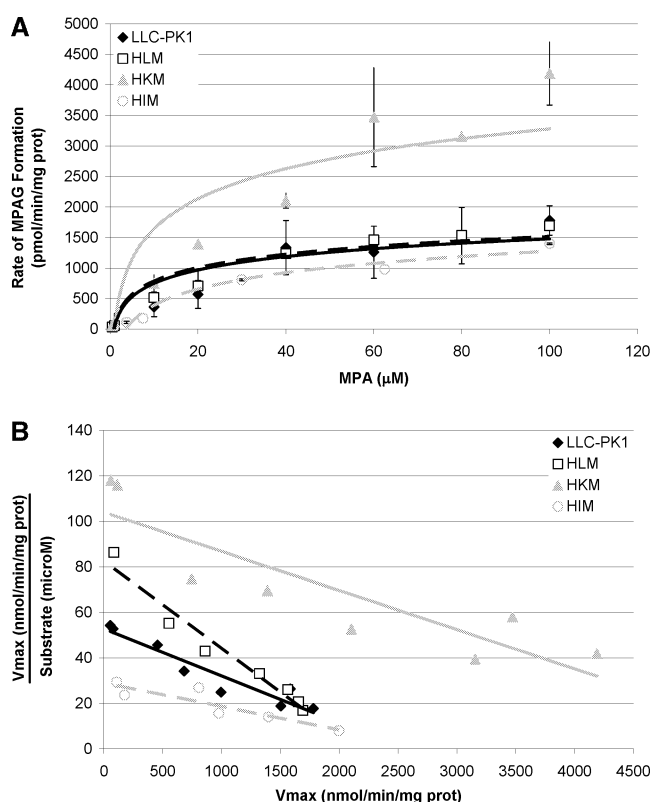 A
Rate of MPAG Formation
(pmol/min/mg prot)
5000
4500
4000
3500
3000
2500
2000
1500
1000
500
0
LLC-PK1
HLM
HKM
HIM
0 20 40 60 80 100 120
MPA (µM)
B
Vmax (nmol/min/mg prot)
Substrate (microM)
140
120
100
80
60
40
20
0
LLC-PK1
HLM
HKM
HIM
0 500 1000 1500 2000 2500 3000 3500 4000 4500
Vmax (nmol/min/mg prot)